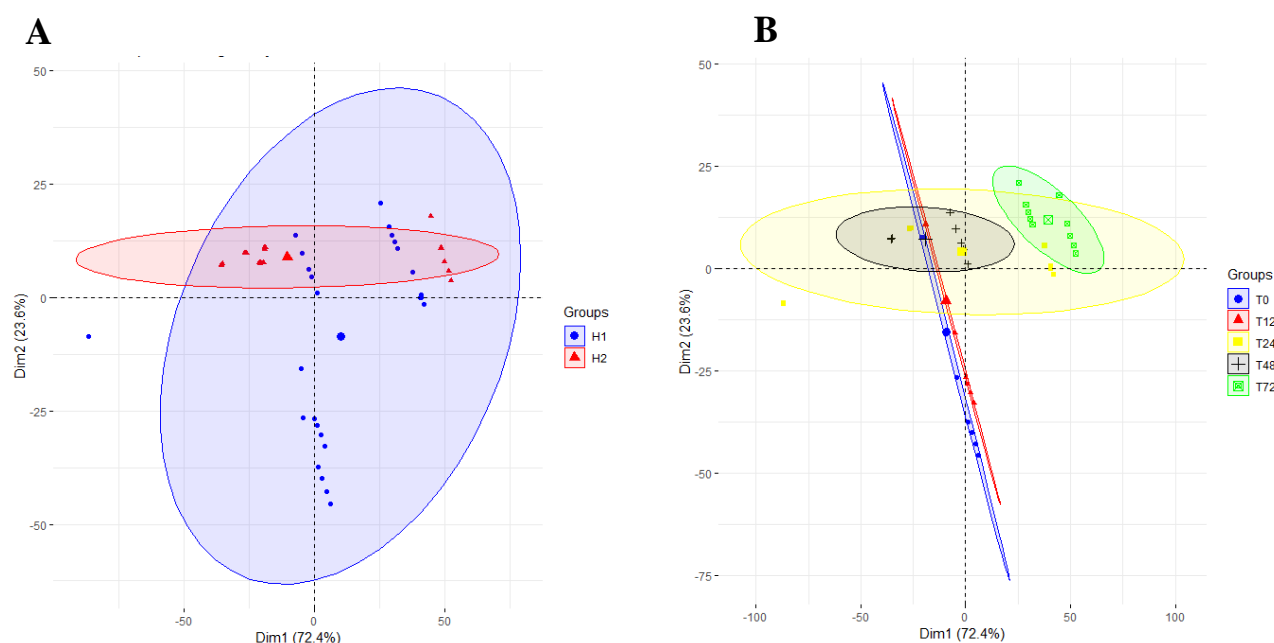 A
50
25
0
-25
-50
Dim2 (23.6%)
-50
0
50
Dim1 (72.4%)
Groups
H1
H2
B
50
25
0
-25
-50
-75
Dim2 (23.6%)
-100
-50
0
50
100
Dim1 (72.4%)
Groups
T0
T12
T24
T48
T72